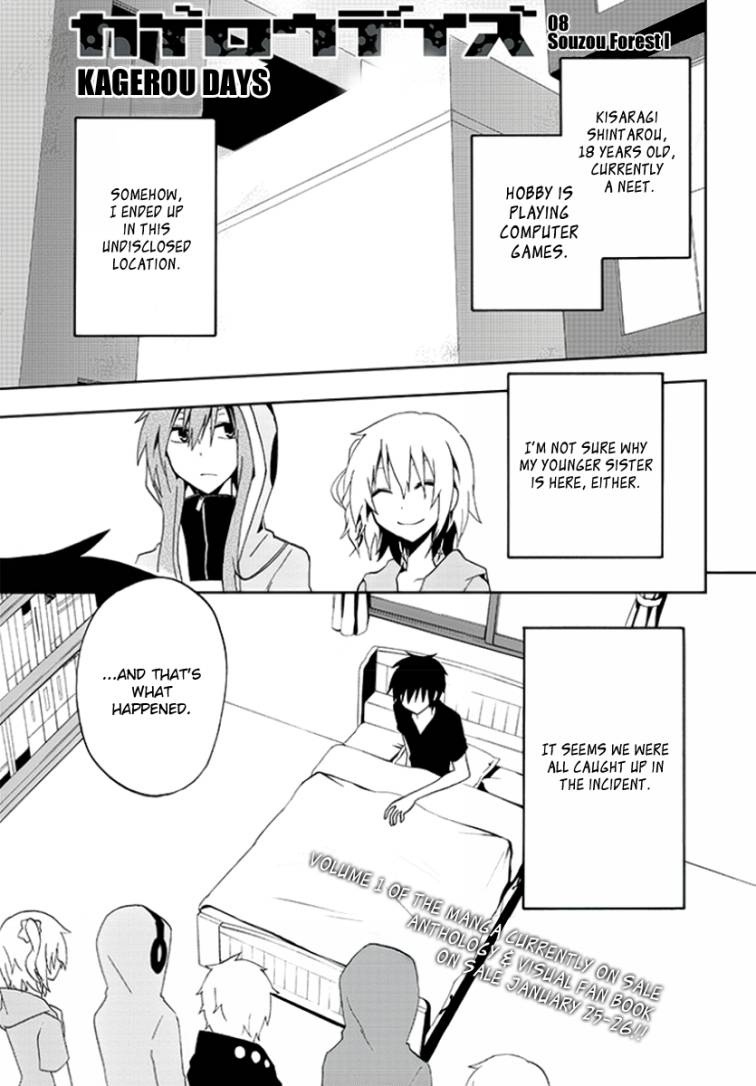 カゲロウデイズ
KAGEROU DAYS
08
Souzou Forest I
KISARAGI
SHINTAROU,
18 YEARS OLD,
CURRENTLY
A NEET.
HOBBY IS
PLAYING
COMPUTER
GAMES.
SOMEHOW,
I ENDED UP
IN THIS
UNDISCLOSED
LOCATION.
I'M NOT SURE WHY
MY YOUNGER SISTER
IS HERE, EITHER.
...AND THAT'S
WHAT
HAPPENED.
IT SEEMS WE WERE
ALL CAUGHT UP IN
THE INCIDENT.
VOLUME 1 OF THE MANGA CURRENTLY ON SALE
ANTHOLOGY & VISUAL FAN BOOK
ON SALE JANUARY 25-26!!